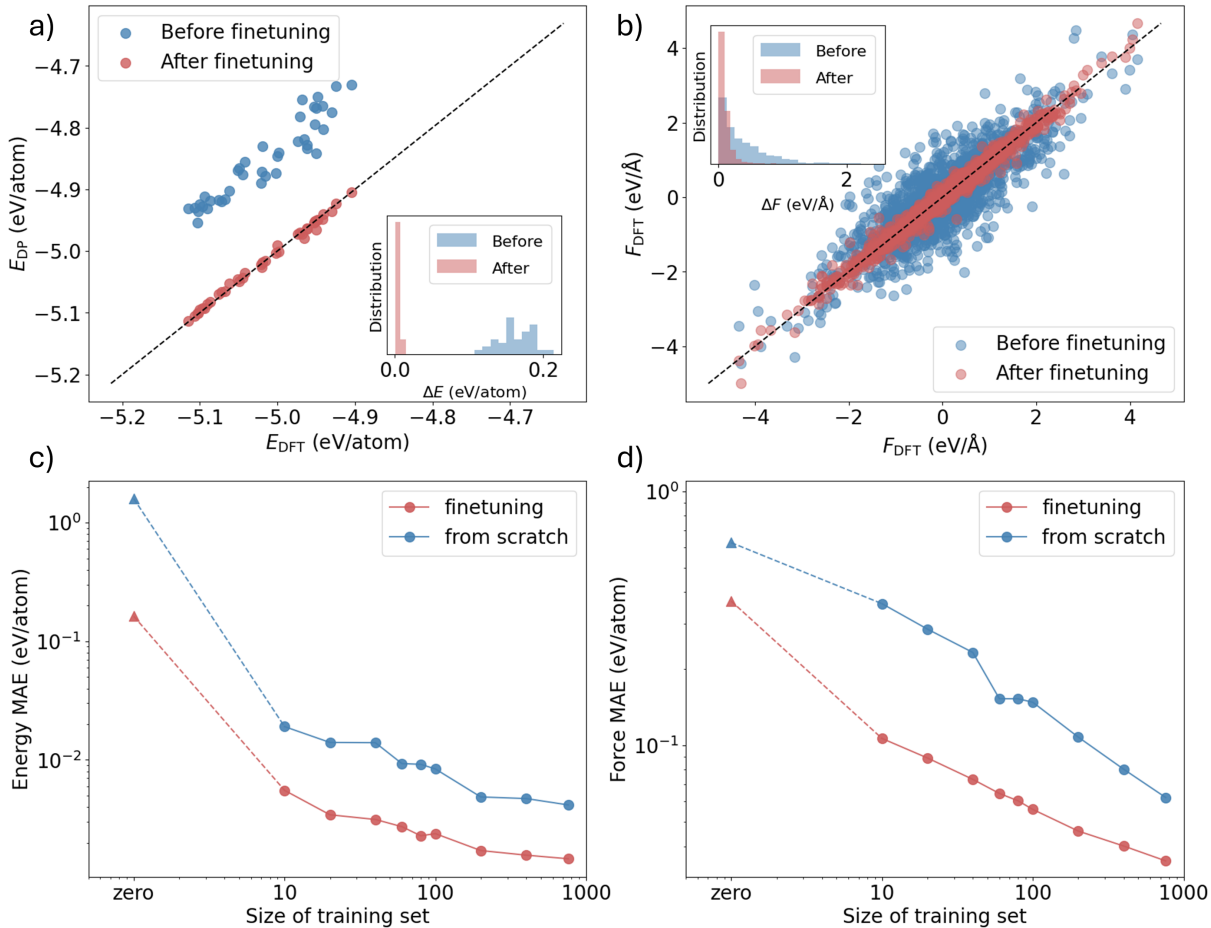 a)
Before finetuning
After finetuning
−4.7
−4.8
−4.9
−5.0
−5.1
−5.2
E_DP (eV/atom)
−5.2 −5.1 −5.0 −4.9 −4.8 −4.7
E_DFT (eV/atom)
Before
After
Distribution
0.0 0.2
ΔE (eV/atom)
b)
Before
After
Distribution
0 2
ΔF (eV/Å)
4
2
0
−2
−4
F_DFT (eV/Å)
Before finetuning
After finetuning
−4 −2 0 2 4
F_DFT (eV/Å)
c)
finetuning
from scratch
10⁰
10⁻¹
10⁻²
Energy MAE (eV/atom)
zero 10 100 1000
Size of training set
d)
finetuning
from scratch
10⁰
10⁻¹
Force MAE (eV/atom)
zero 10 100 1000
Size of training set